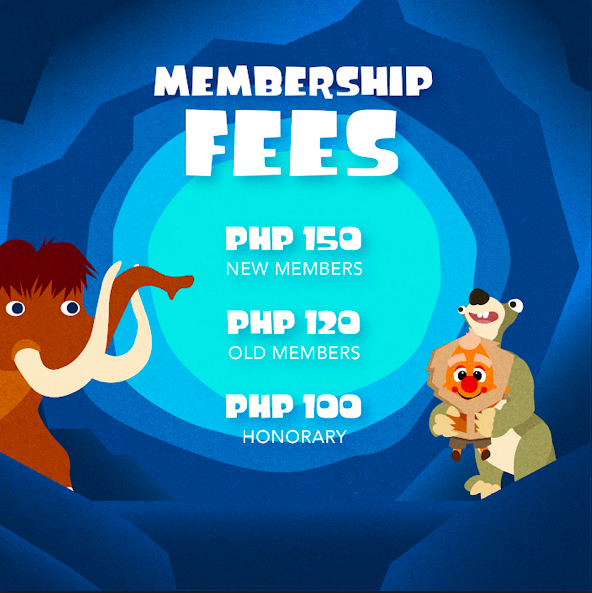 MEMBERSHIP
FEES
PHP 150
NEW MEMBERS
PHP 120
OLD MEMBERS
PHP 100
HONORARY